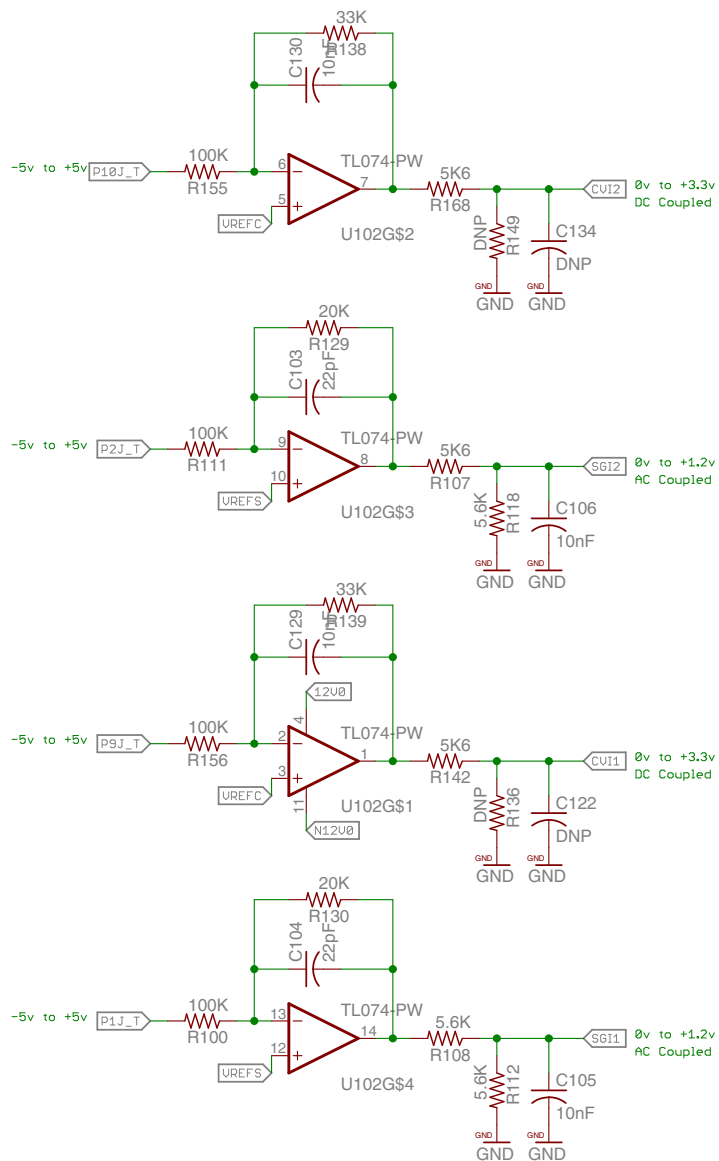 33K
R138
C130
10nF
-5v to +5v
P10J_T
100K
R155
6
5
7
TL074-PW
VREFC
U102G$2
5K6
R168
DNP
R149
C134
DNP
GND
GND
GND
GND
CVI2
0v to +3.3v
DC Coupled
20K
R129
C103
22pF
-5v to +5v
P2J_T
100K
R111
9
10
8
TL074-PW
VREFS
U102G$3
5K6
R107
5.6K
R118
C106
10nF
GND
GND
GND
GND
SGI2
0v to +1.2v
AC Coupled
33K
R139
C129
10nF
12V0
4
-5v to +5v
P9J_T
100K
R156
2
3
1
11
TL074-PW
VREFC
U102G$1
N12V0
5K6
R142
DNP
R136
C122
DNP
GND
GND
GND
GND
CVI1
0v to +3.3v
DC Coupled
20K
R130
C104
22pF
-5v to +5v
P1J_T
100K
R100
13
12
14
TL074-PW
VREFS
U102G$4
5.6K
R108
5.6K
R112
C105
10nF
GND
GND
GND
GND
SGI1
0v to +1.2v
AC Coupled